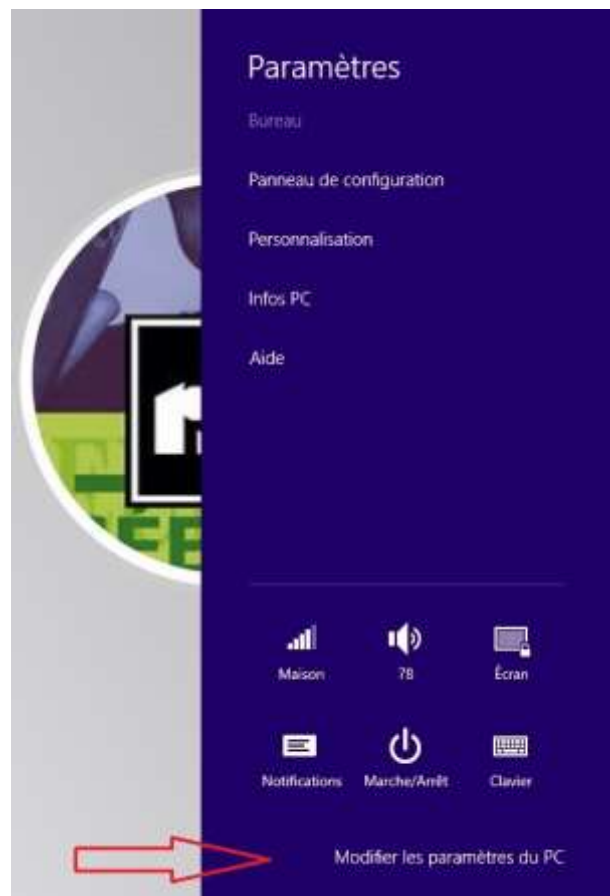 Paramètres
Bureau
Panneau de configuration
Personnalisation
Infos PC
Aide
Maison
78
Écran
Notifications
Marche/Arrêt
Clavier
Modifier les paramètres du PC